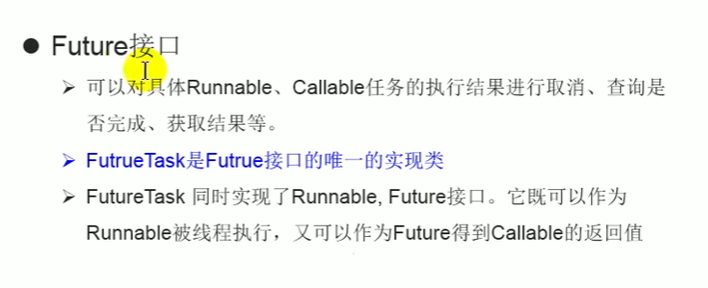 ● Future接口
➢ 可以对具体Runnable、Callable任务的执行结果进行取消、查询是
否完成、获取结果等。
➢ FutrueTask是Futrue接口的唯一的实现类
➢ FutureTask 同时实现了Runnable, Future接口。它既可以作为
Runnable被线程执行，又可以作为Future得到Callable的返回值